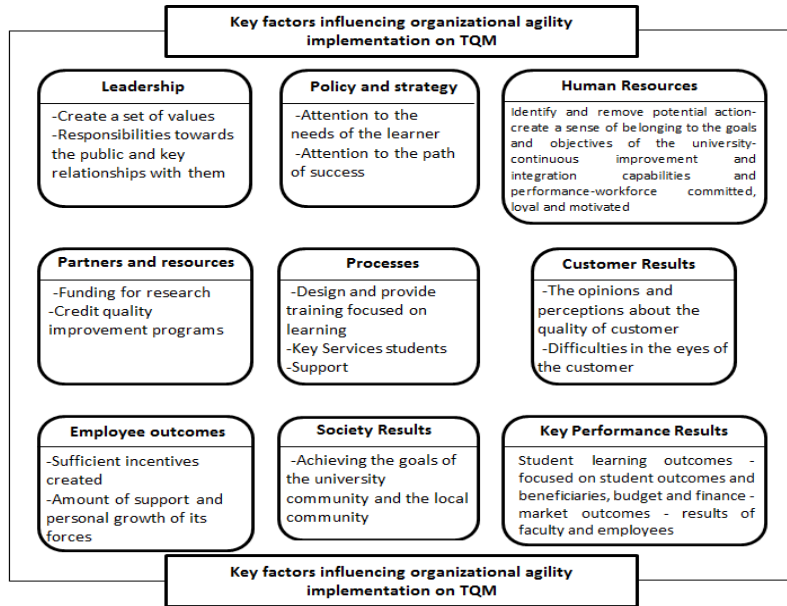 Key factors influencing organizational agility
implementation on TQM
Leadership
-Create a set of values
-Responsibilities towards
the public and key
relationships with them
Policy and strategy
-Attention to the
needs of the learner
-Attention to the path of
success
Human Resources
Identify and remove potential action-
create a sense of belonging to the goals
and objectives of the university-
continuous improvement and
integration capabilities and
performance-workforce committed,
loyal and motivated
Partners and resources
-Funding for research
-Credit quality
improvement programs
Processes
-Design and provide
training focused on
learning
-Key Services students
-Support
Customer Results
-The opinions and
perceptions about the
quality of customer
-Difficulties in the eyes of
the customer
Employee outcomes
-Sufficient incentives
created
-Amount of support and
personal growth of its
forces
Society Results
-Achieving the goals of
the university
community and the local
community
Key Performance Results
Student learning outcomes -
focused on student outcomes and
beneficiaries, budget and finance -
market outcomes - results of
faculty and employees
Key factors influencing organizational agility
implementation on TQM